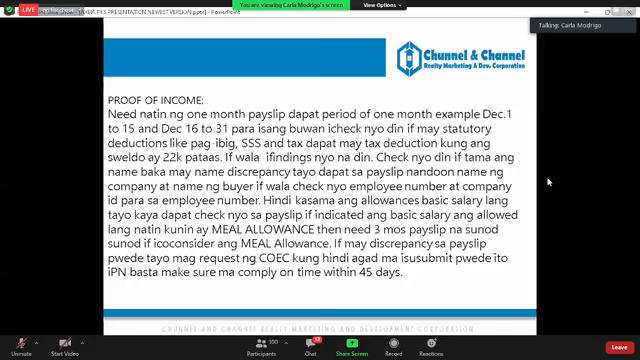 LIVE
PRESENTATION NEWEST VERSION.pptx] - PowerPoint
You are viewing Carla Modrigo's screen
View Options
Talking: Carla Modrigo
Chunnel & Channel
Realty Marketing & Dev. Corporation
PROOF OF INCOME:
Need natin ng one month payslip dapat period of one month example Dec.1
to 15 and Dec 16 to 31 para isang buwan icheck nyo din if may statutory
deductions like pag-ibig, SSS and tax dapat may tax deduction kung ang
sweldo ay 22k pataas. If wala ifindings nyo na din. Check nyo din if tama ang
name baka may name discrepancy tayo dapat sa payslip nandoon name ng
company at name ng buyer if wala check nyo employee number at company
id para sa employee number. Hindi kasama ang allowances basic salary lang
tayo kaya dapat check nyo sa payslip if indicated ang basic salary ang allowed
lang natin kunin ay MEAL ALLOWANCE then need 3 mos payslip na sunod
sunod if icoconsider ang MEAL Allowance. If may discrepancy sa payslip
pwede tayo mag request ng COEC kung hindi agad ma isusubmit pwede ito
iPN basta make sure ma comply on time within 45 days.
CHUNNEL AND CHANNEL REALTY MARKETING AND DEVELOPMENT CORPORATION
Unmute
Start Video
100
Participants
Chat
Share Screen
Record
Reactions
Leave